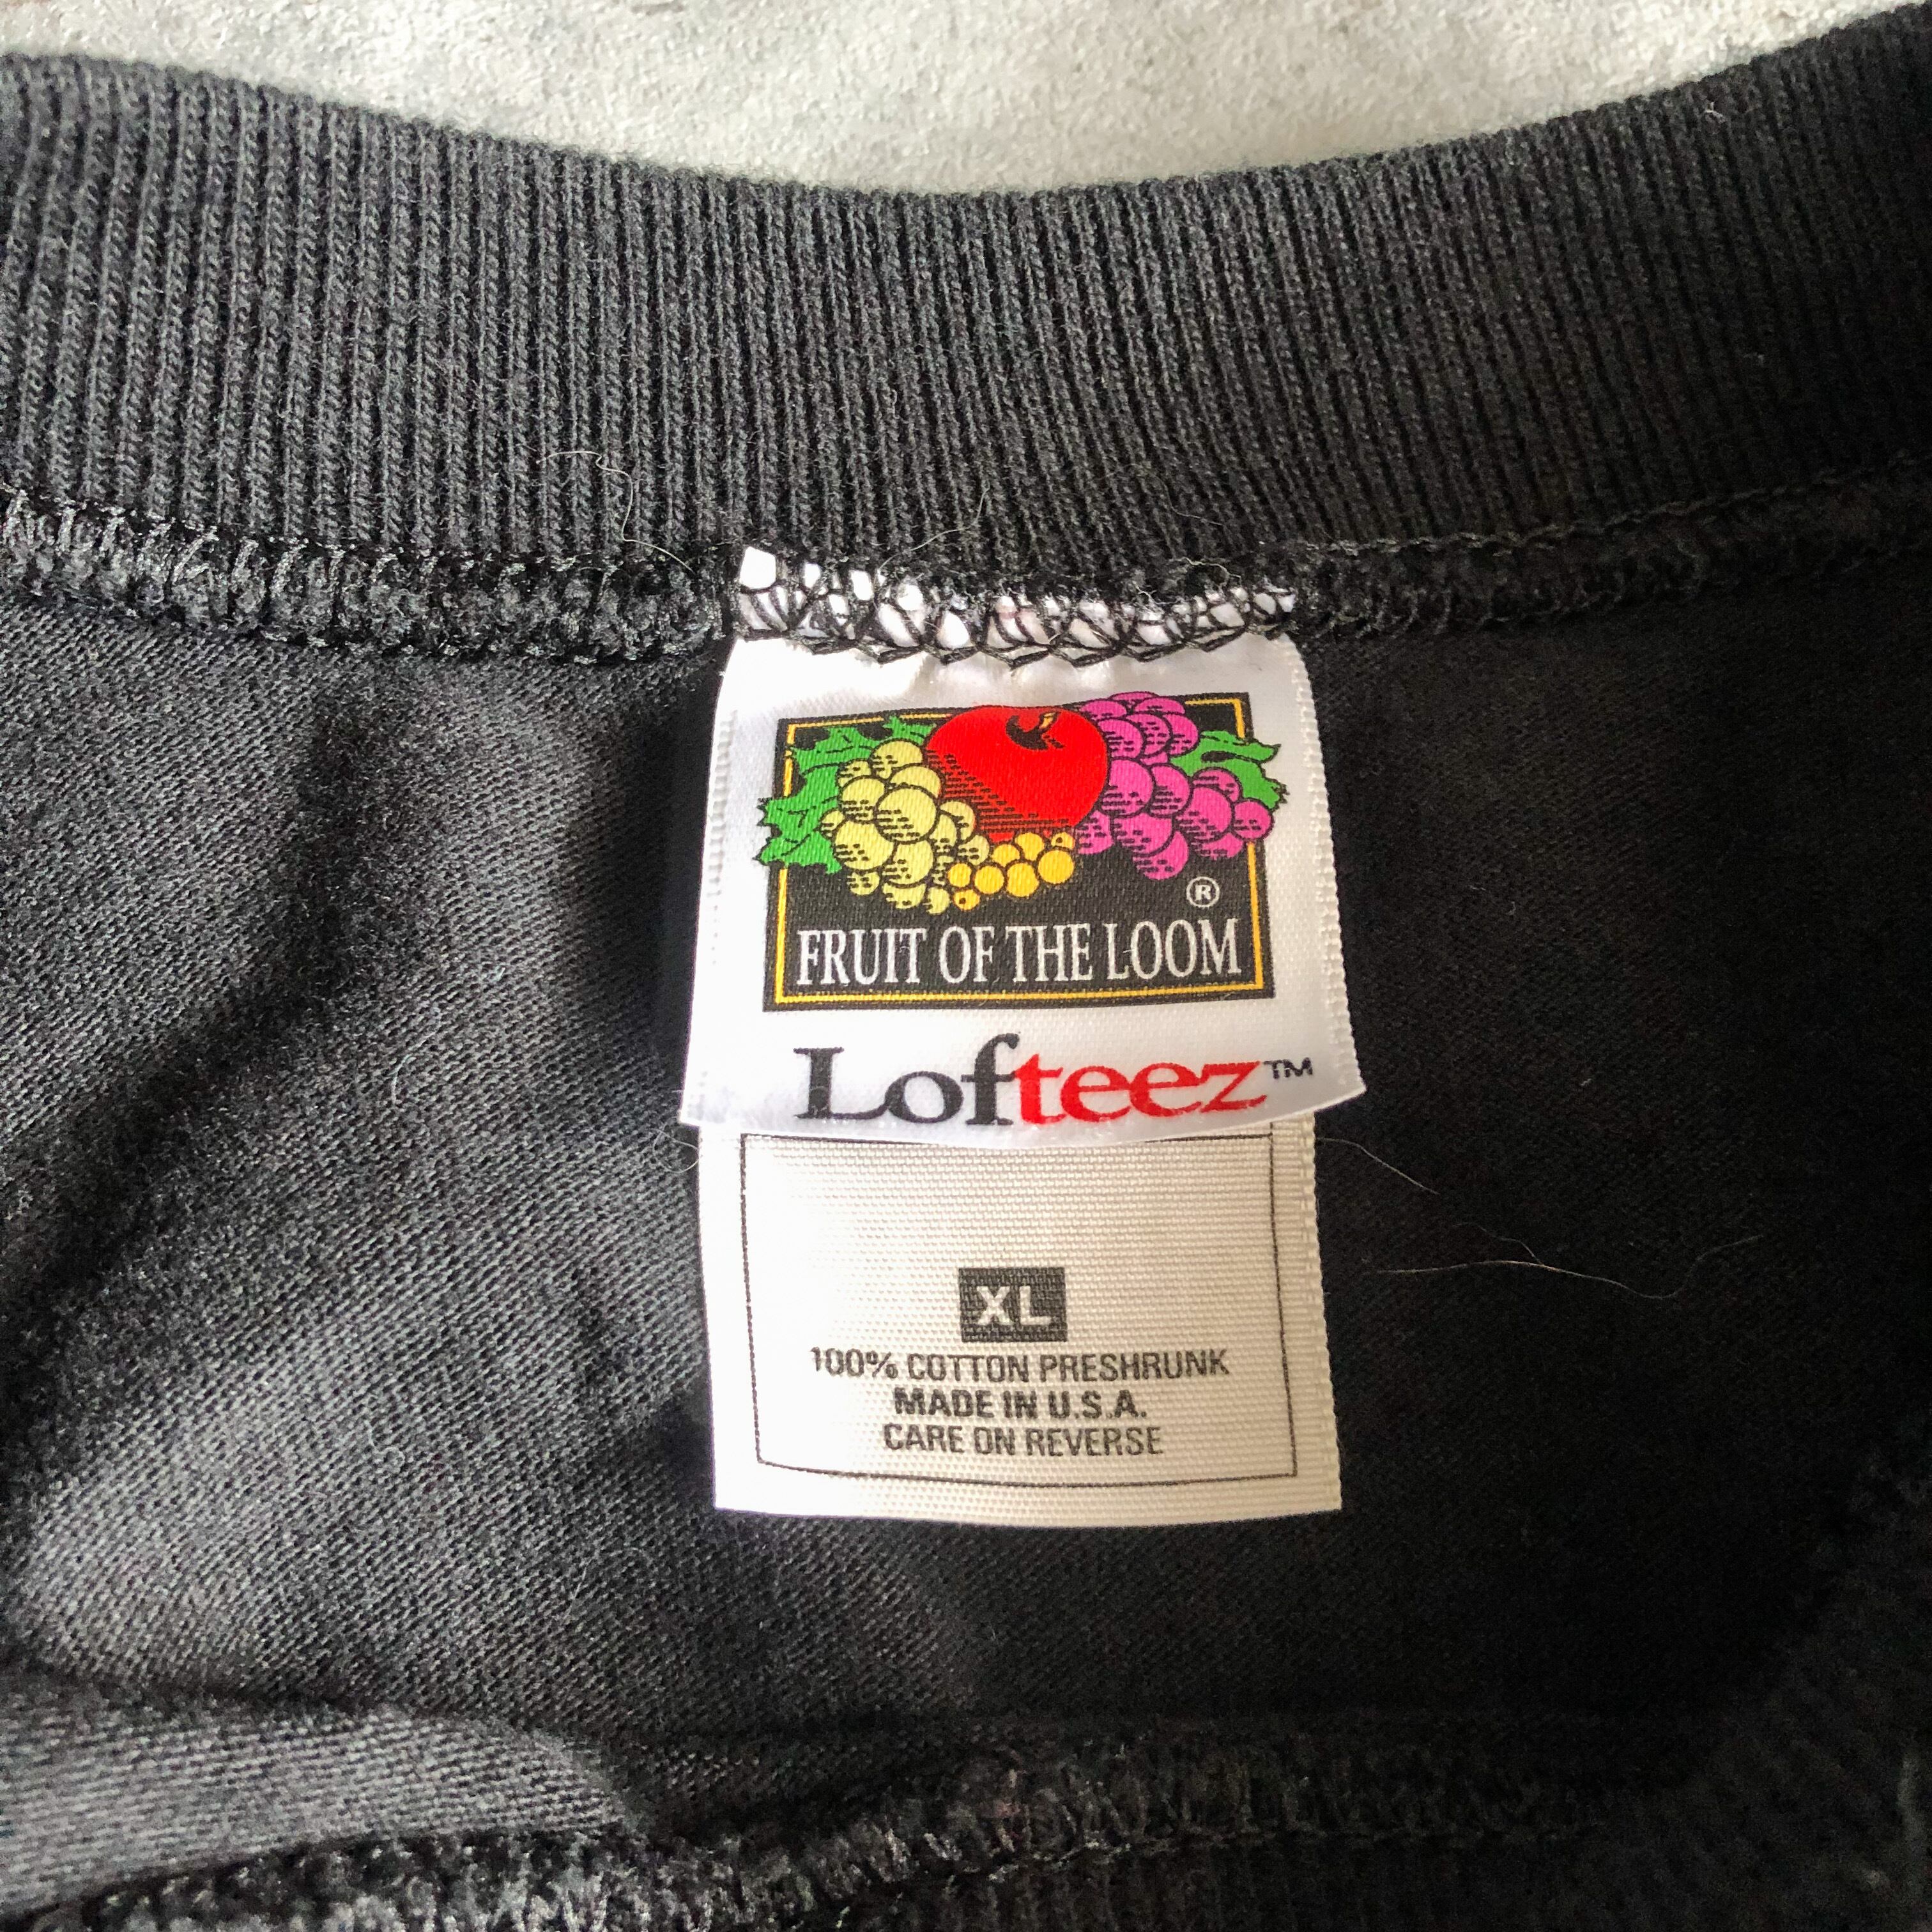 ®
FRUIT OF THE LOOM
Lofteez™
XL
100% COTTON PRESHRUNK
MADE IN U.S.A.
CARE ON REVERSE